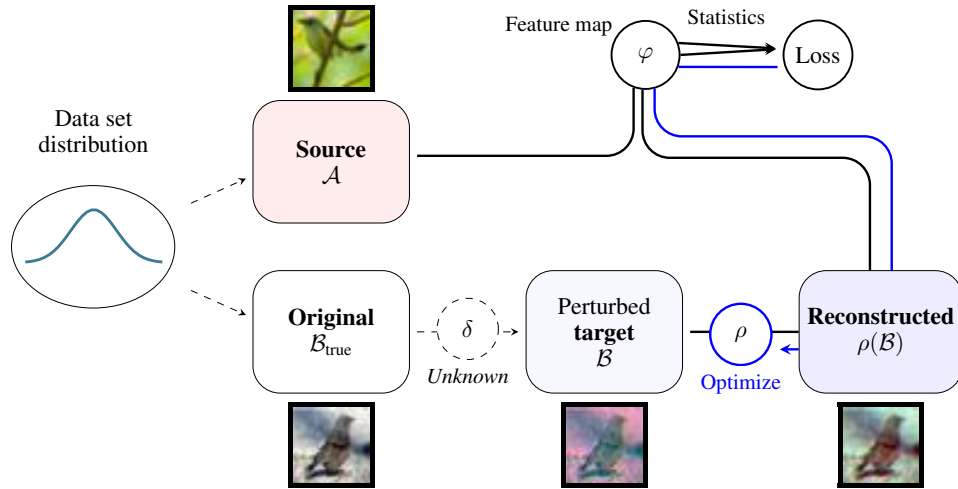 Feature map
Statistics
φ
Loss
Data set
distribution
Source
𝒜
Original
ℬtrue
δ
Unknown
Perturbed
target
ℬ
ρ
Optimize
Reconstructed
ρ(ℬ)